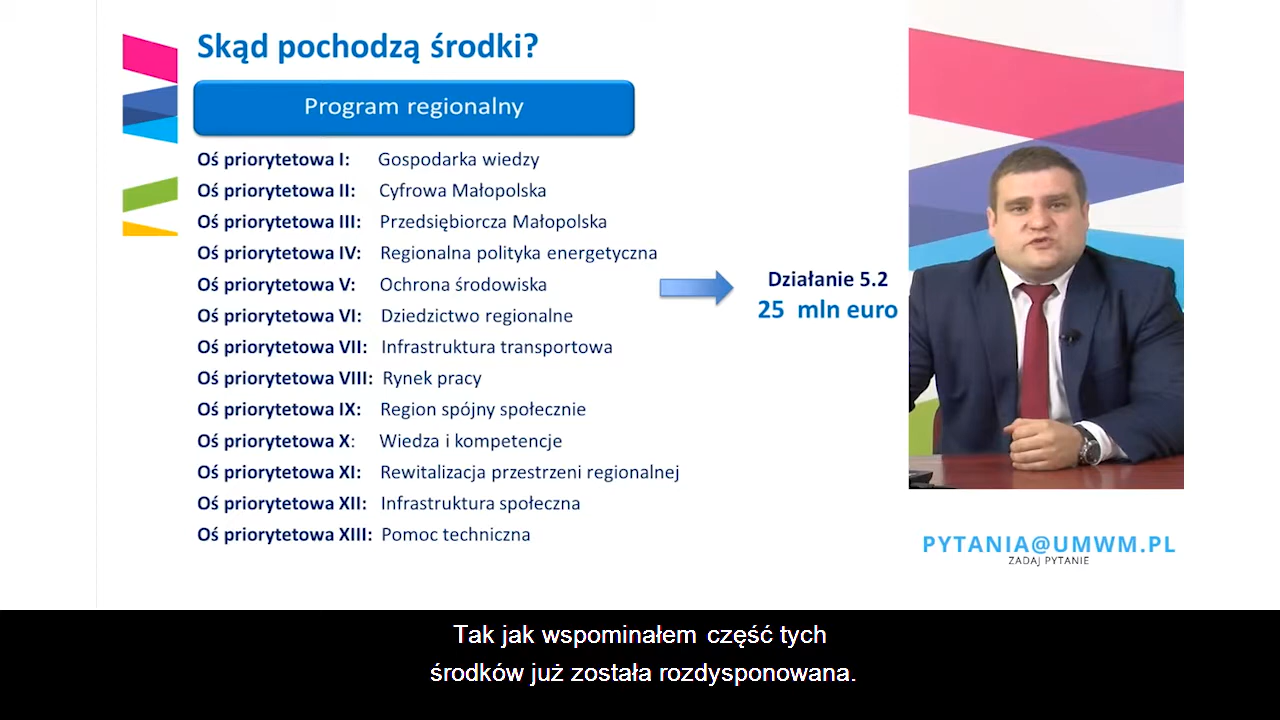 Skąd pochodzą środki?
Program regionalny
Oś priorytetowa I: Gospodarka wiedzy
Oś priorytetowa II: Cyfrowa Małopolska
Oś priorytetowa III: Przedsiębiorcza Małopolska
Oś priorytetowa IV: Regionalna polityka energetyczna
Oś priorytetowa V: Ochrona środowiska
Oś priorytetowa VI: Dziedzictwo regionalne
Oś priorytetowa VII: Infrastruktura transportowa
Oś priorytetowa VIII: Rynek pracy
Oś priorytetowa IX: Region spójny społecznie
Oś priorytetowa X: Wiedza i kompetencje
Oś priorytetowa XI: Rewitalizacja przestrzeni regionalnej
Oś priorytetowa XII: Infrastruktura społeczna
Oś priorytetowa XIII: Pomoc techniczna
Działanie 5.2
25 mln euro
PYTANIA@UMWM.PL
ZADAJ PYTANIE
Tak jak wspominałem część tych
środków już została rozdysponowana.